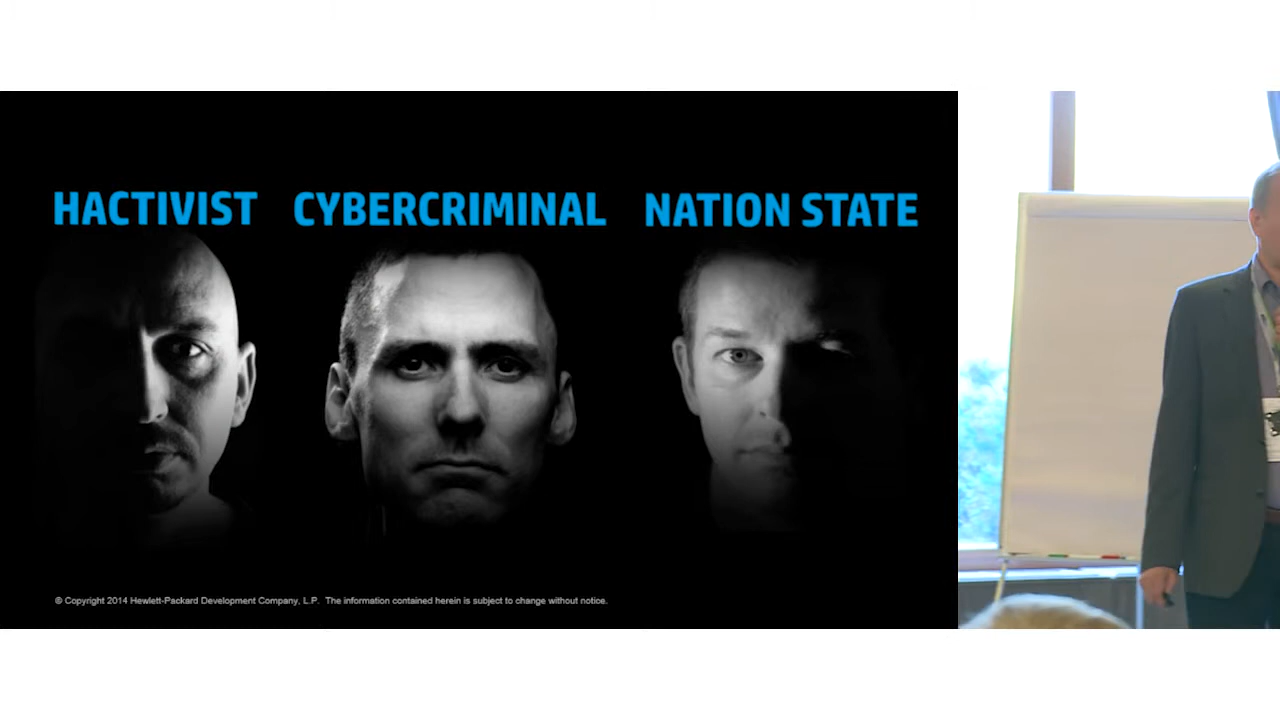 HACTIVIST CYBERCRIMINAL NATION STATE
© Copyright 2014 Hewlett-Packard Development Company, L.P. The information contained herein is subject to change without notice.